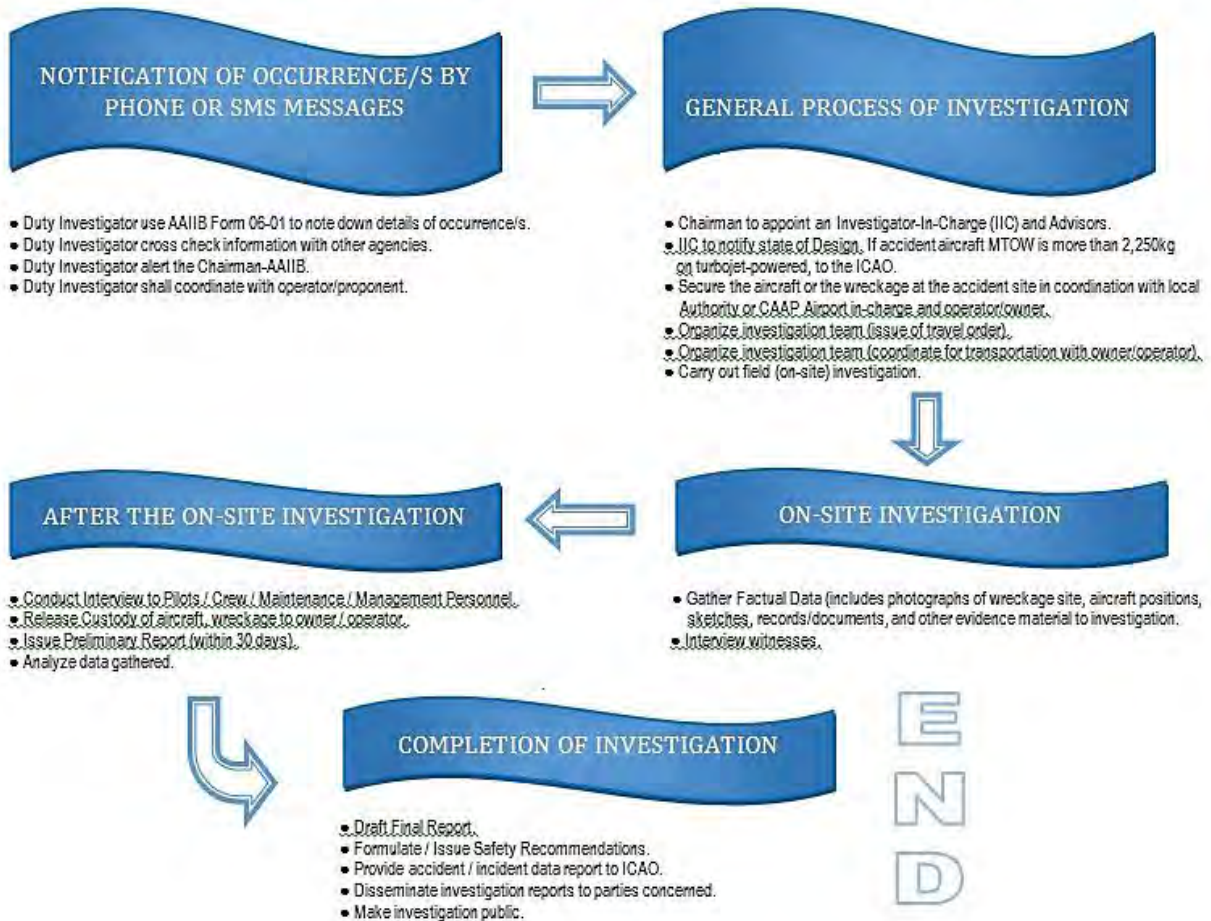 NOTIFICATION OF OCCURRENCE/S BY
PHONE OR SMS MESSAGES
• Duty Investigator use AAIIB Form 06-01 to note down details of occurrence/s.
• Duty Investigator cross check information with other agencies.
• Duty Investigator alert the Chairman-AAIIB.
• Duty Investigator shall coordinate with operator/proponent.
GENERAL PROCESS OF INVESTIGATION
• Chairman to appoint an Investigator-In-Charge (IIC) and Advisors.
• IIC to notify state of Design. If accident aircraft MTOW is more than 2,250kg
on turbojet-powered, to the ICAO.
• Secure the aircraft or the wreckage at the accident site in coordination with local
Authority or CAAP Airport in-charge and operator/owner.
• Organize investigation team (issue of travel order).
• Organize investigation team (coordinate for transportation with owner/operator).
• Carry out field (on-site) investigation.
ON-SITE INVESTIGATION
• Gather Factual Data (includes photographs of wreckage site, aircraft positions,
sketches, records/documents, and other evidence material to investigation.
• Interview witnesses.
AFTER THE ON-SITE INVESTIGATION
• Conduct Interview to Pilots / Crew / Maintenance / Management Personnel.
• Release Custody of aircraft, wreckage to owner / operator.
• Issue Preliminary Report (within 30 days).
• Analyze data gathered.
COMPLETION OF INVESTIGATION
• Draft Final Report.
• Formulate / Issue Safety Recommendations.
• Provide accident / incident data report to ICAO.
• Disseminate investigation reports to parties concerned.
• Make investigation public.
E
N
D